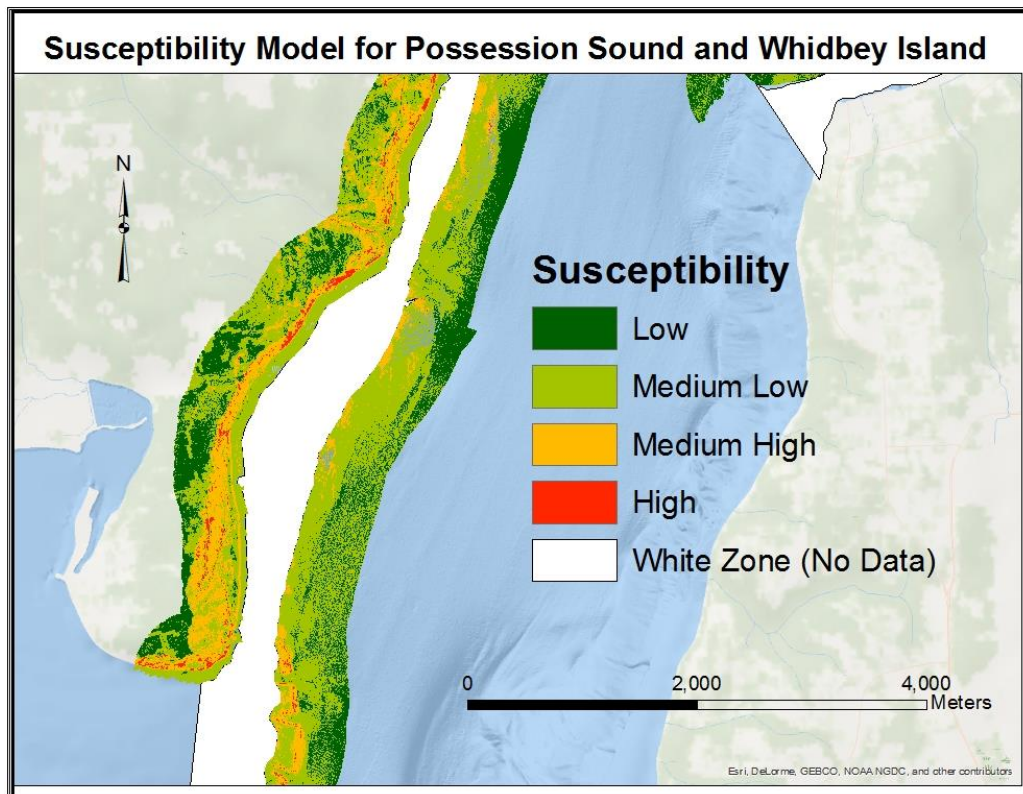 Susceptibility Model for Possession Sound and Whidbey Island
N
Susceptibility
Low
Medium Low
Medium High
High
White Zone (No Data)
0 2,000 4,000
Meters
Esri, DeLorme, GEBCO, NOAA NGDC, and other contributors